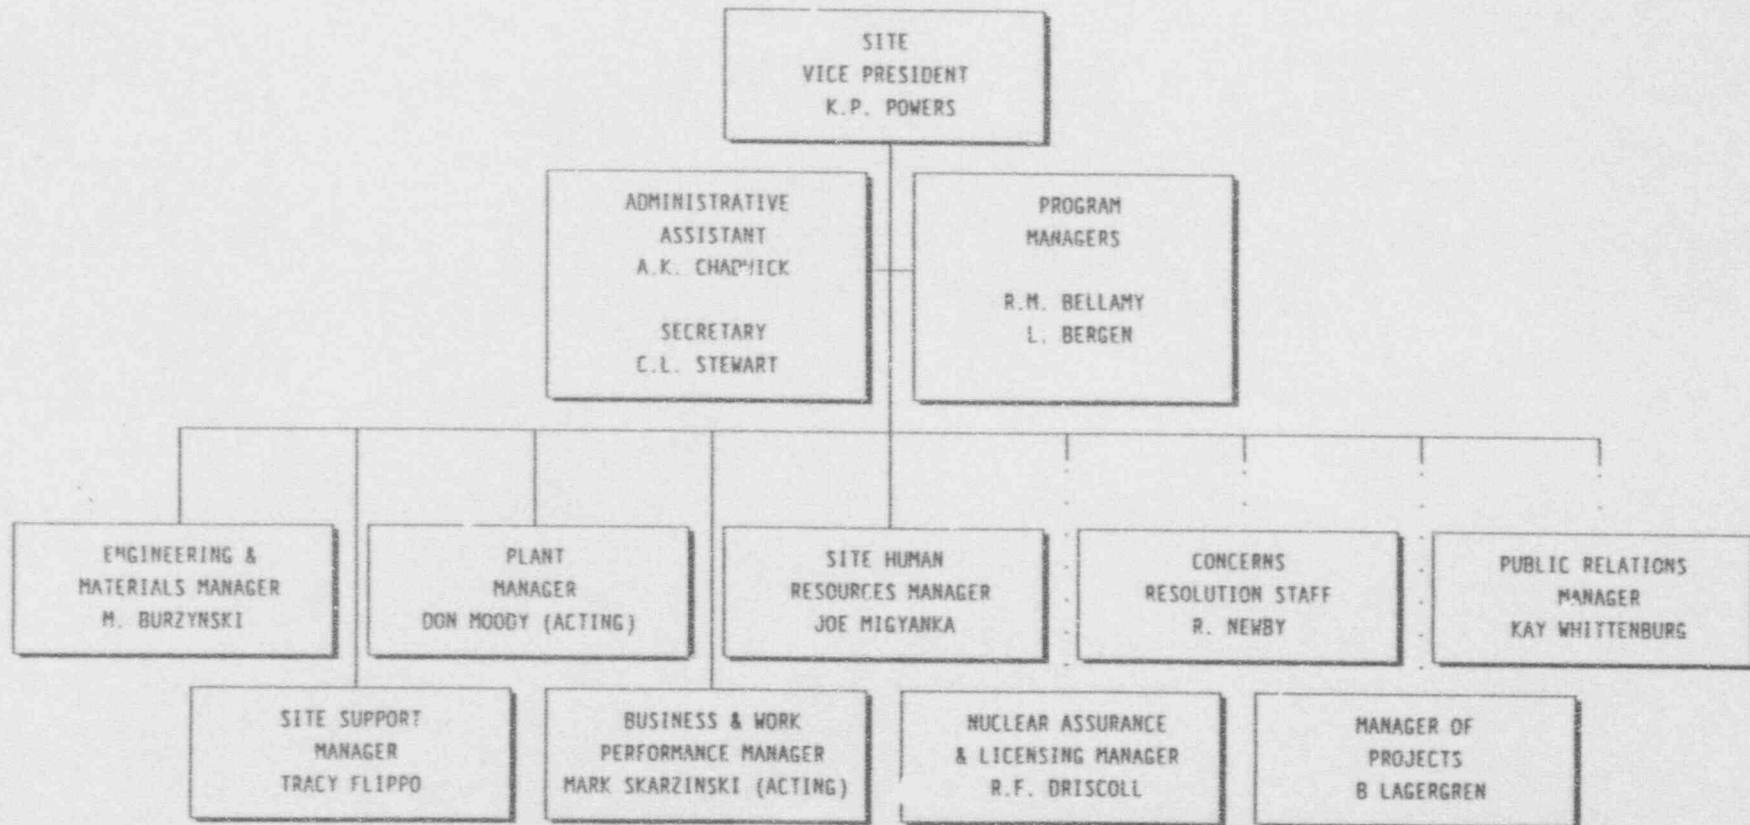 SITE
VICE PRESIDENT
K.P. POWERS
ADMINISTRATIVE
ASSISTANT
A.K. CHADWICK
SECRETARY
C.L. STEWART
PROGRAM
MANAGERS
R.M. BELLAMY
L. BERGEN
ENGINEERING &
MATERIALS MANAGER
M. BURZYNSKI
PLANT
MANAGER
DON MOODY (ACTING)
SITE HUMAN
RESOURCES MANAGER
JOE MIGYANKA
CONCERNS
RESOLUTION STAFF
R. NEWBY
PUBLIC RELATIONS
MANAGER
KAY WHITTENBURG
SITE SUPPORT
MANAGER
TRACY FLIPPO
BUSINESS & WORK
PERFORMANCE MANAGER
MARK SKARZINSKI (ACTING)
NUCLEAR ASSURANCE
& LICENSING MANAGER
R.F. DRISCOLL
MANAGER OF
PROJECTS
B LAGERGREN